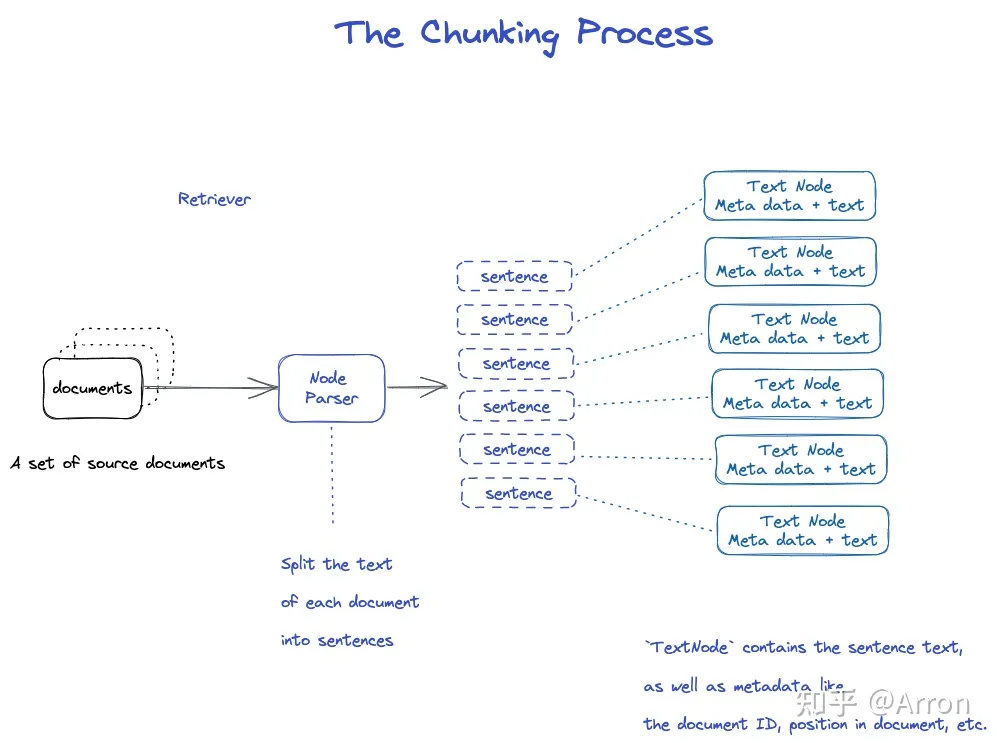 The Chunking Process
Retriever
documents
A set of source documents
Node
Parser
Split the text
of each document
into sentences
sentence
sentence
sentence
sentence
sentence
sentence
Text Node
Meta data + text
Text Node
Meta data + text
Text Node
Meta data + text
Text Node
Meta data + text
Text Node
Meta data + text
Text Node
Meta data + text
`TextNode` contains the sentence text,
as well as metadata like
the document ID, position in document, etc.
知乎 @Arron